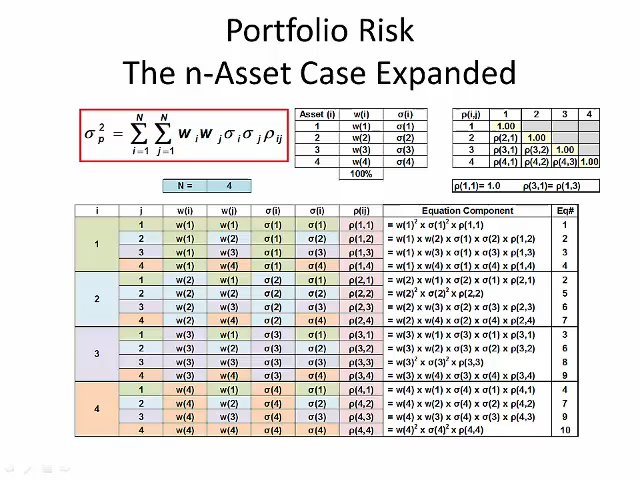 Portfolio Risk
The n-Asset Case Expanded
σ²p = Σ(i=1 to N) Σ(j=1 to N) w i w j σ i σ j ρ ij
Asset (i) w(i) σ(i)
1 w(1) σ(1)
2 w(2) σ(2)
3 w(3) σ(3)
4 w(4) σ(4)
100%
ρ(i,j) 1 2 3 4
1 1.00
2 ρ(2,1) 1.00
3 ρ(3,1) ρ(3,2) 1.00
4 ρ(4,1) ρ(4,2) ρ(4,3) 1.00
N = 4
ρ(1,1)= 1.0 ρ(3,1)= ρ(1,3)
i j w(i) w(j) σ(i) σ(i) ρ(ij) Equation Component Eq#
1 1 w(1) w(1) σ(1) σ(1) ρ(1,1) = w(1)² x σ(1)² x ρ(1,1) 1
2 w(1) w(2) σ(1) σ(2) ρ(1,2) = w(1) x w(2) x σ(1) x σ(2) x ρ(1,2) 2
3 w(1) w(3) σ(1) σ(3) ρ(1,3) = w(1) x w(3) x σ(1) x σ(3) x ρ(1,3) 3
4 w(1) w(4) σ(1) σ(4) ρ(1,4) = w(1) x w(4) x σ(1) x σ(4) x ρ(1,4) 4
2 1 w(2) w(1) σ(2) σ(1) ρ(2,1) = w(2) x w(1) x σ(2) x σ(1) x ρ(2,1) 2
2 w(2) w(2) σ(2) σ(2) ρ(2,2) = w(2)² x σ(2)² x ρ(2,2) 5
3 w(2) w(3) σ(2) σ(3) ρ(2,3) = w(2) x w(3) x σ(2) x σ(3) x ρ(2,3) 6
4 w(2) w(4) σ(2) σ(4) ρ(2,4) = w(2) x w(4) x σ(2) x σ(4) x ρ(2,4) 7
3 1 w(3) w(1) σ(3) σ(1) ρ(3,1) = w(3) x w(1) x σ(3) x σ(1) x ρ(3,1) 3
2 w(3) w(2) σ(3) σ(2) ρ(3,2) = w(3) x w(2) x σ(3) x σ(2) x ρ(3,2) 6
3 w(3) w(3) σ(3) σ(3) ρ(3,3) = w(3)² x σ(3)² x ρ(3,3) 8
4 w(3) w(4) σ(3) σ(4) ρ(3,4) = w(3) x w(4) x σ(3) x σ(4) x ρ(3,4) 9
4 1 w(4) w(1) σ(4) σ(1) ρ(4,1) = w(4) x w(1) x σ(4) x σ(1) x ρ(4,1) 4
2 w(4) w(2) σ(4) σ(2) ρ(4,2) = w(4) x w(2) x σ(4) x σ(2) x ρ(4,2) 7
3 w(4) w(3) σ(4) σ(3) ρ(4,3) = w(4) x w(3) x σ(4) x σ(3) x ρ(4,3) 9
4 w(4) w(4) σ(4) σ(4) ρ(4,4) = w(4)² x σ(4)² x ρ(4,4) 10